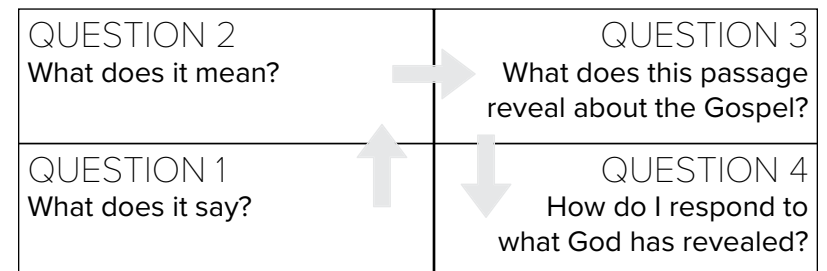 QUESTION 2
What does it mean?
QUESTION 3
What does this passage
reveal about the Gospel?
QUESTION 1
What does it say?
QUESTION 4
How do I respond to
what God has revealed?